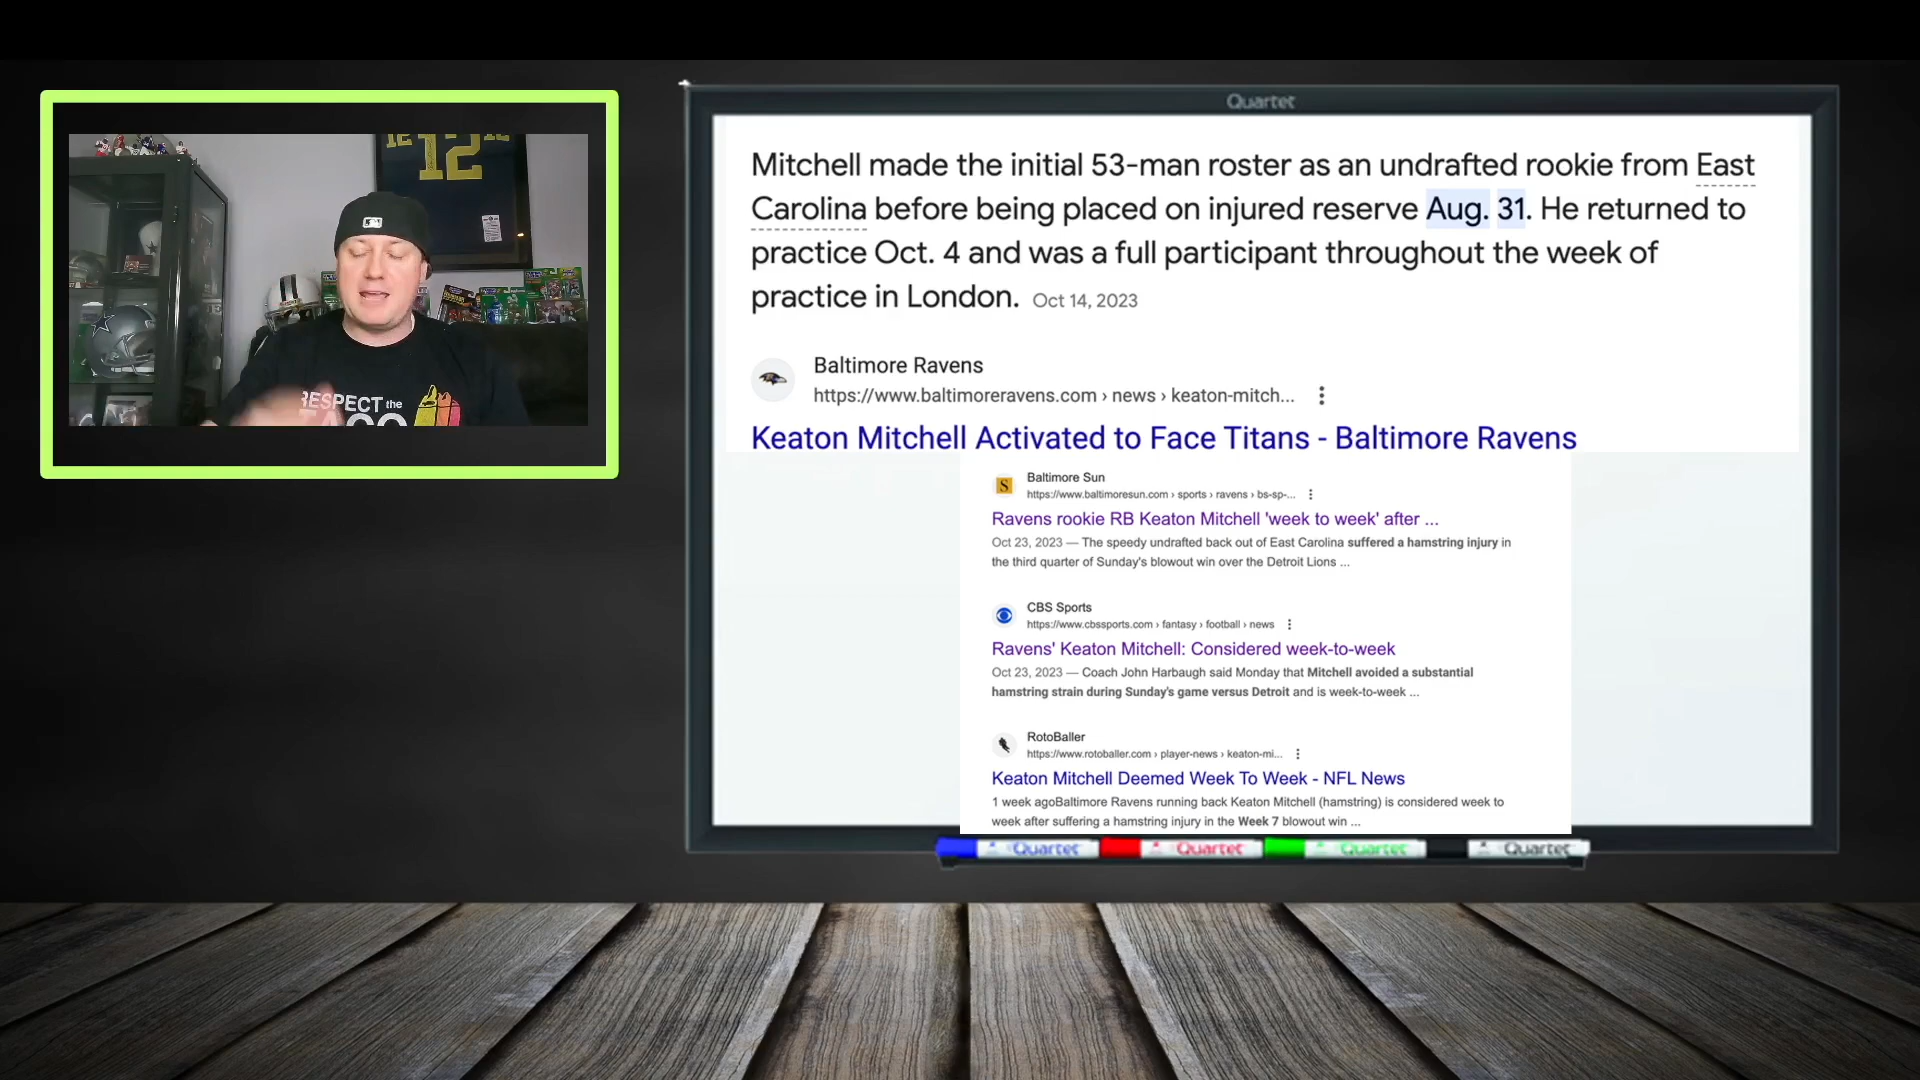 12 12 12
RESPECT the
TACO
Quartet
Mitchell made the initial 53-man roster as an undrafted rookie from East
Carolina before being placed on injured reserve Aug. 31. He returned to
practice Oct. 4 and was a full participant throughout the week of
practice in London. Oct 14, 2023
Baltimore Ravens
https://www.baltimoreravens.com › news › keaton-mitch...
Keaton Mitchell Activated to Face Titans - Baltimore Ravens
S
Baltimore Sun
https://www.baltimoresun.com › sports › ravens › bs-sp-...
Ravens rookie RB Keaton Mitchell 'week to week' after ...
Oct 23, 2023 — The speedy undrafted back out of East Carolina suffered a hamstring injury in
the third quarter of Sunday's blowout win over the Detroit Lions ...
CBS Sports
https://www.cbssports.com › fantasy › football › news
Ravens' Keaton Mitchell: Considered week-to-week
Oct 23, 2023 — Coach John Harbaugh said Monday that Mitchell avoided a substantial
hamstring strain during Sunday's game versus Detroit and is week-to-week ...
RotoBaller
https://www.rotoballer.com › player-news › keaton-mi...
Keaton Mitchell Deemed Week To Week - NFL News
1 week agoBaltimore Ravens running back Keaton Mitchell (hamstring) is considered week to
week after suffering a hamstring injury in the Week 7 blowout win ...
Quartet Quartet Quartet Quartet